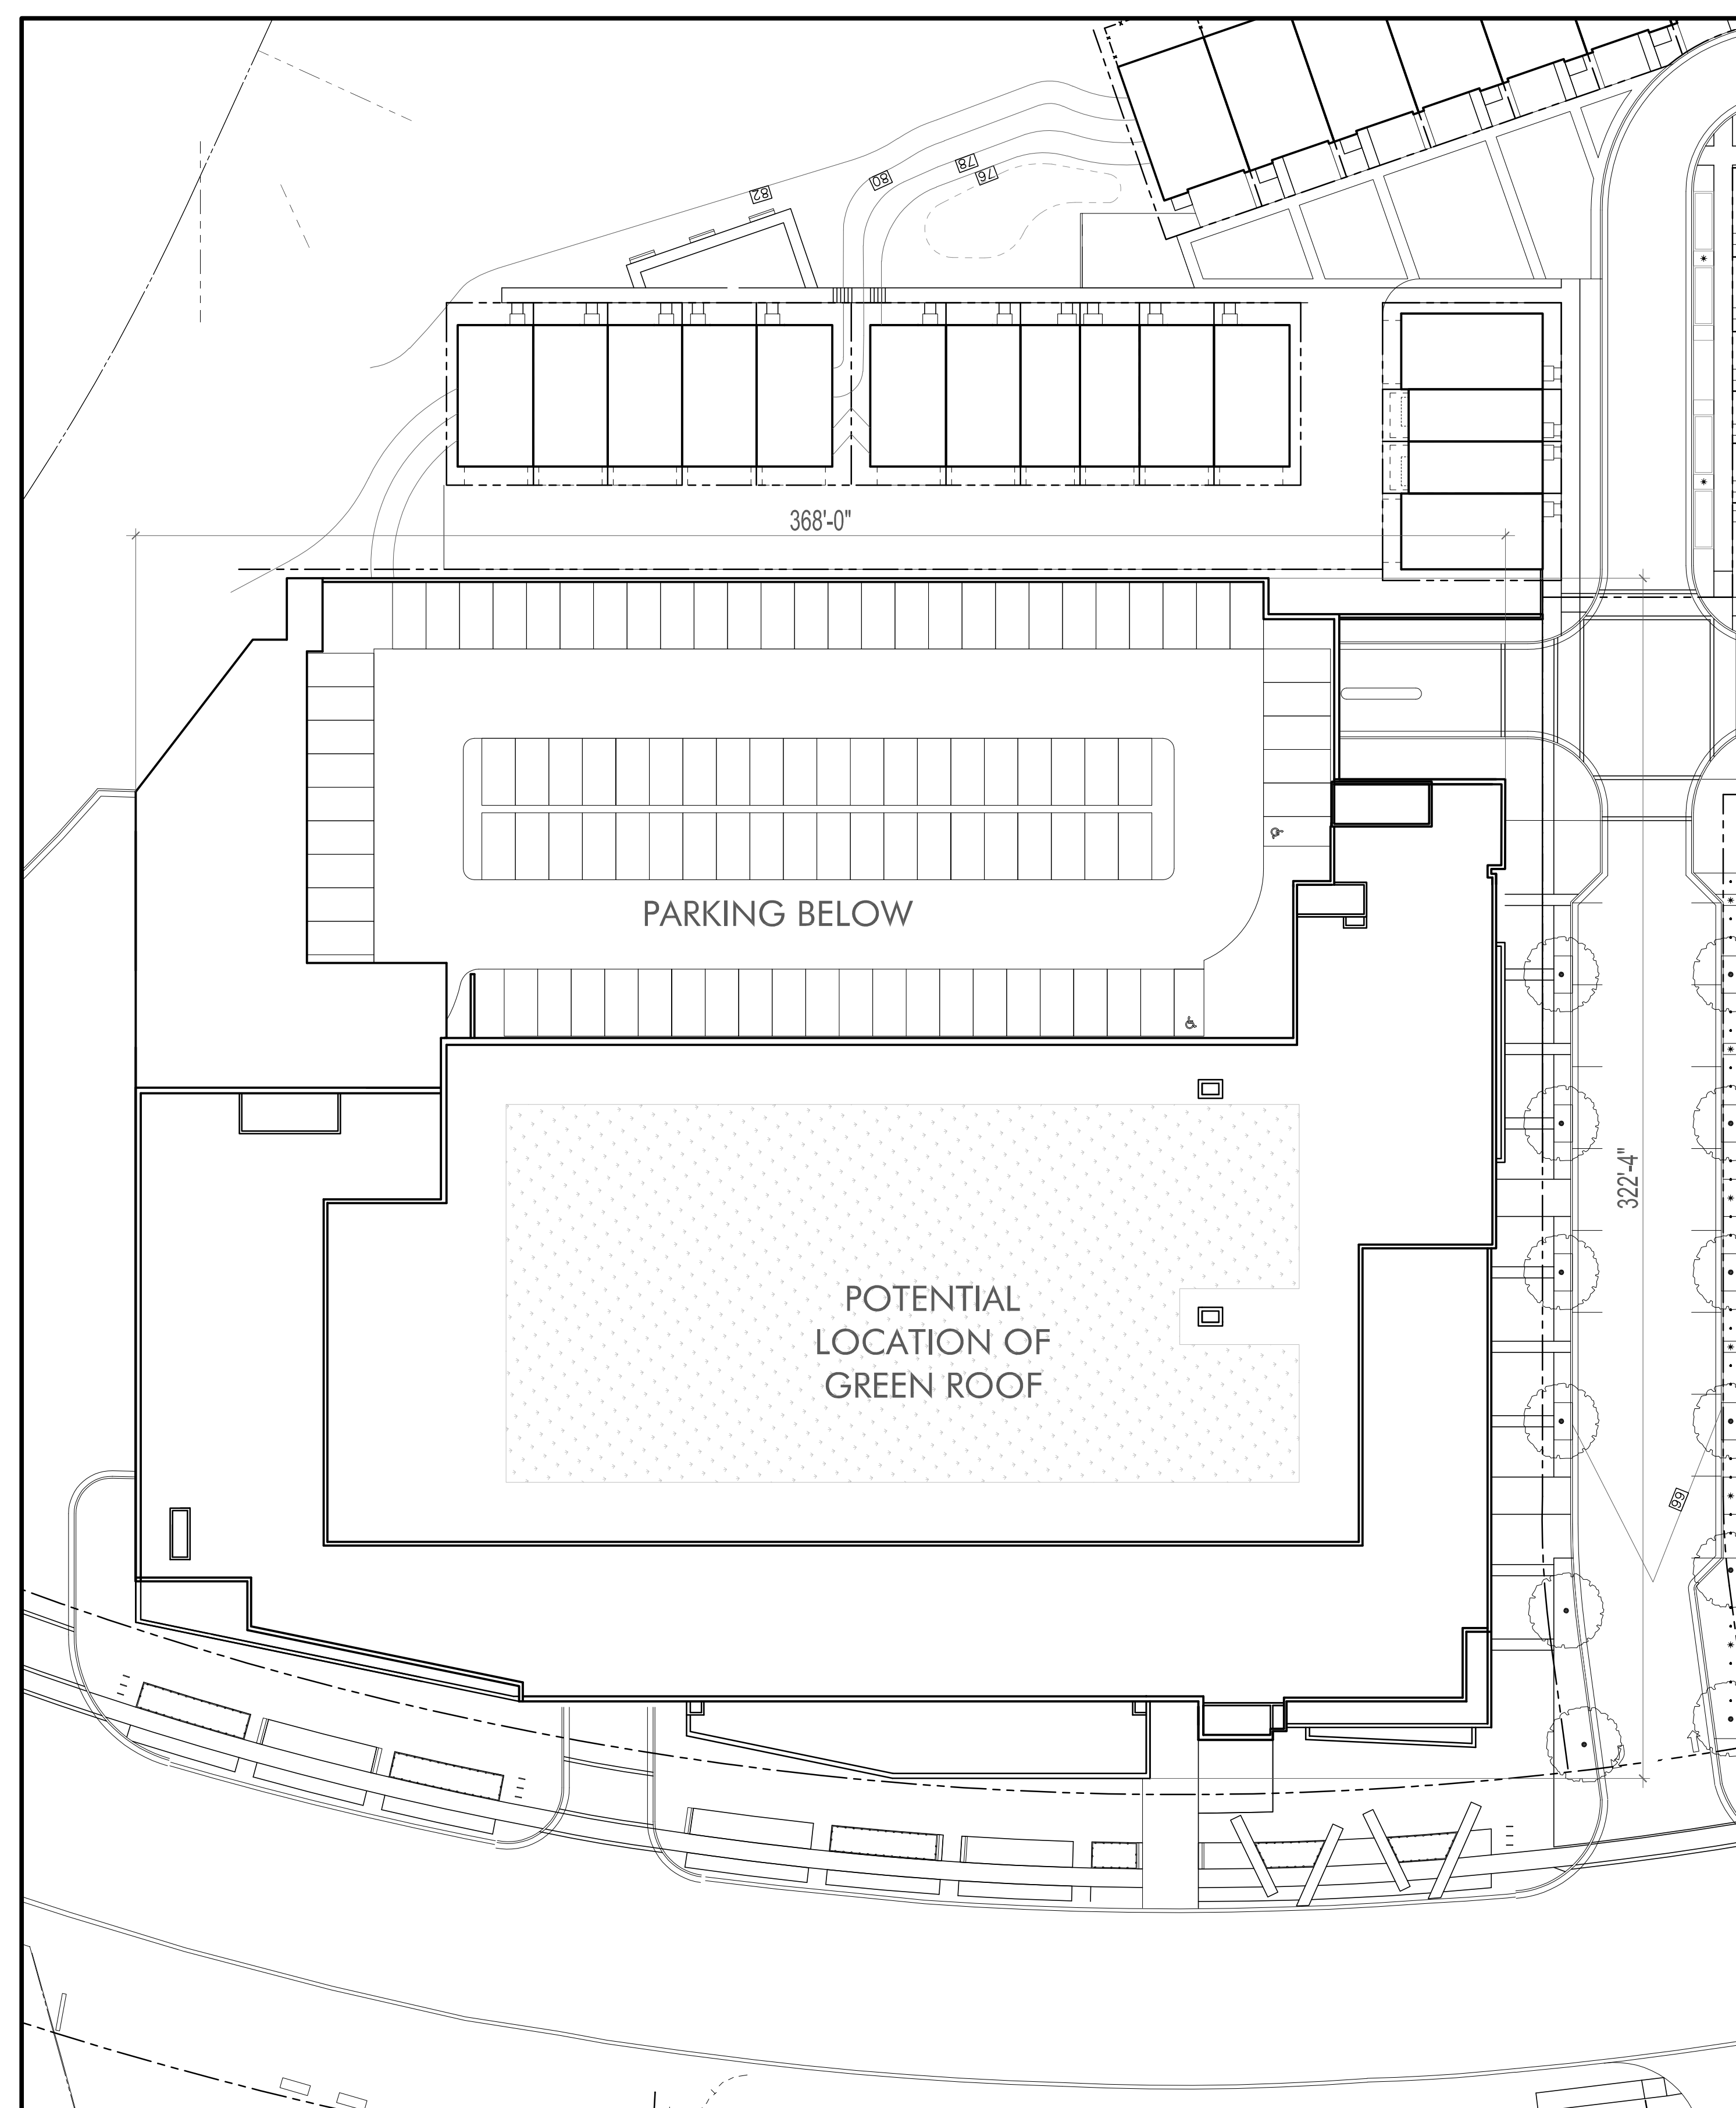 78
76
80
82
368'-0"
PARKING BELOW
322'-4"
POTENTIAL
LOCATION OF
GREEN ROOF
66